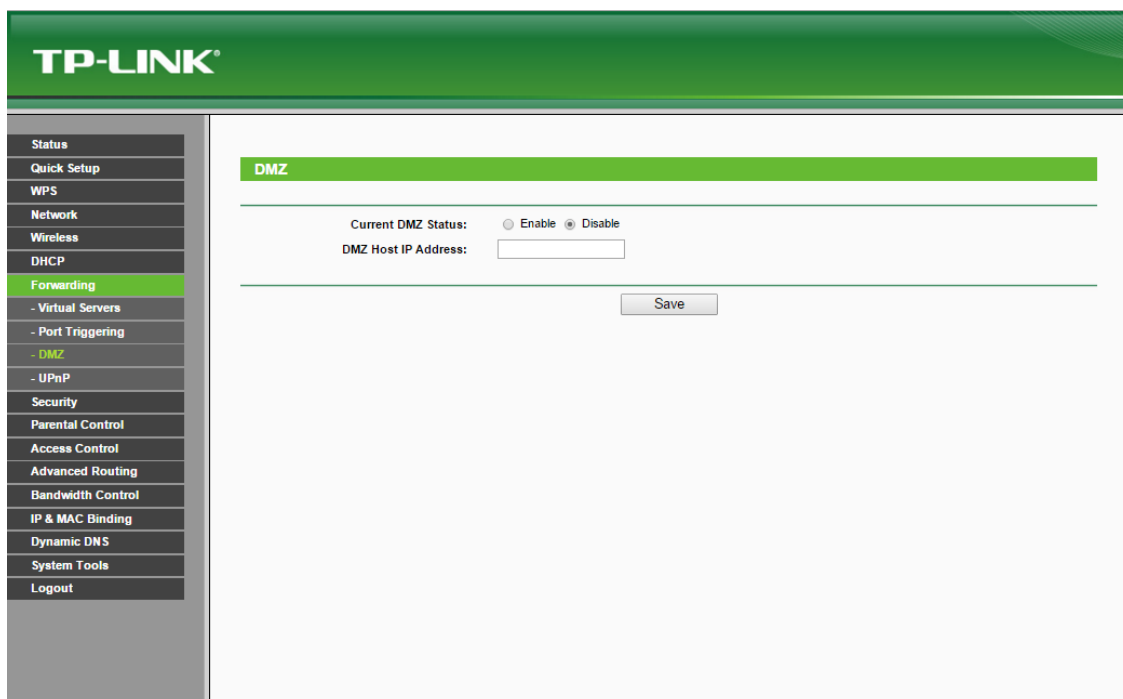 TP-LINK®
Status
Quick Setup
WPS
Network
Wireless
DHCP
Forwarding
- Virtual Servers
- Port Triggering
- DMZ
- UPnP
Security
Parental Control
Access Control
Advanced Routing
Bandwidth Control
IP & MAC Binding
Dynamic DNS
System Tools
Logout
DMZ
Current DMZ Status: Enable Disable
DMZ Host IP Address:
Save